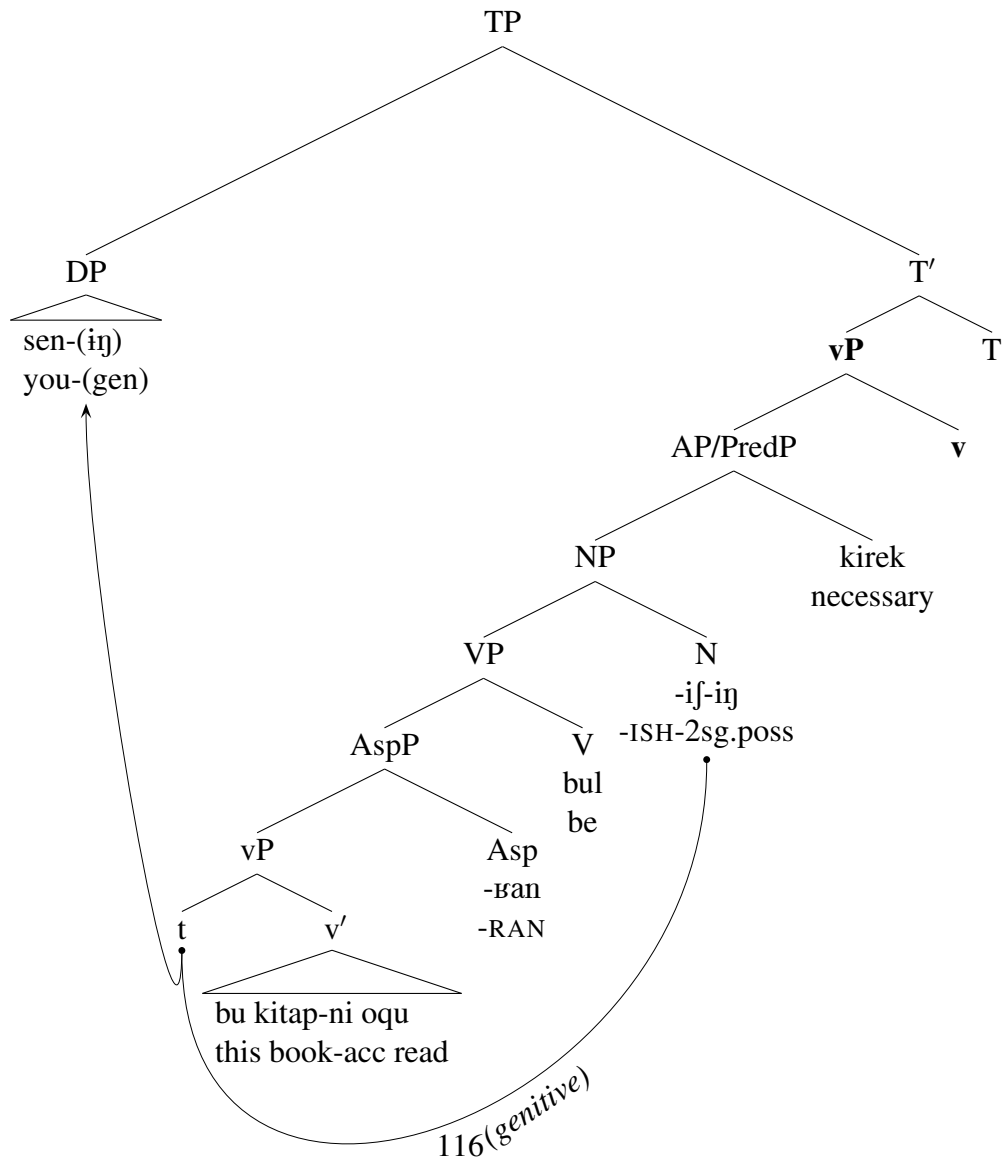 TP
DP
T′
sen-(ɨŋ)
you-(gen)
vP
T
AP/PredP
v
NP
kirek
necessary
VP
N
-iʃ-iŋ
-ISH-2sg.poss
AspP
V
bul
be
vP
Asp
-ʁan
-RAN
t
v′
bu kitap-ni oqu
this book-acc read
116(genitive)